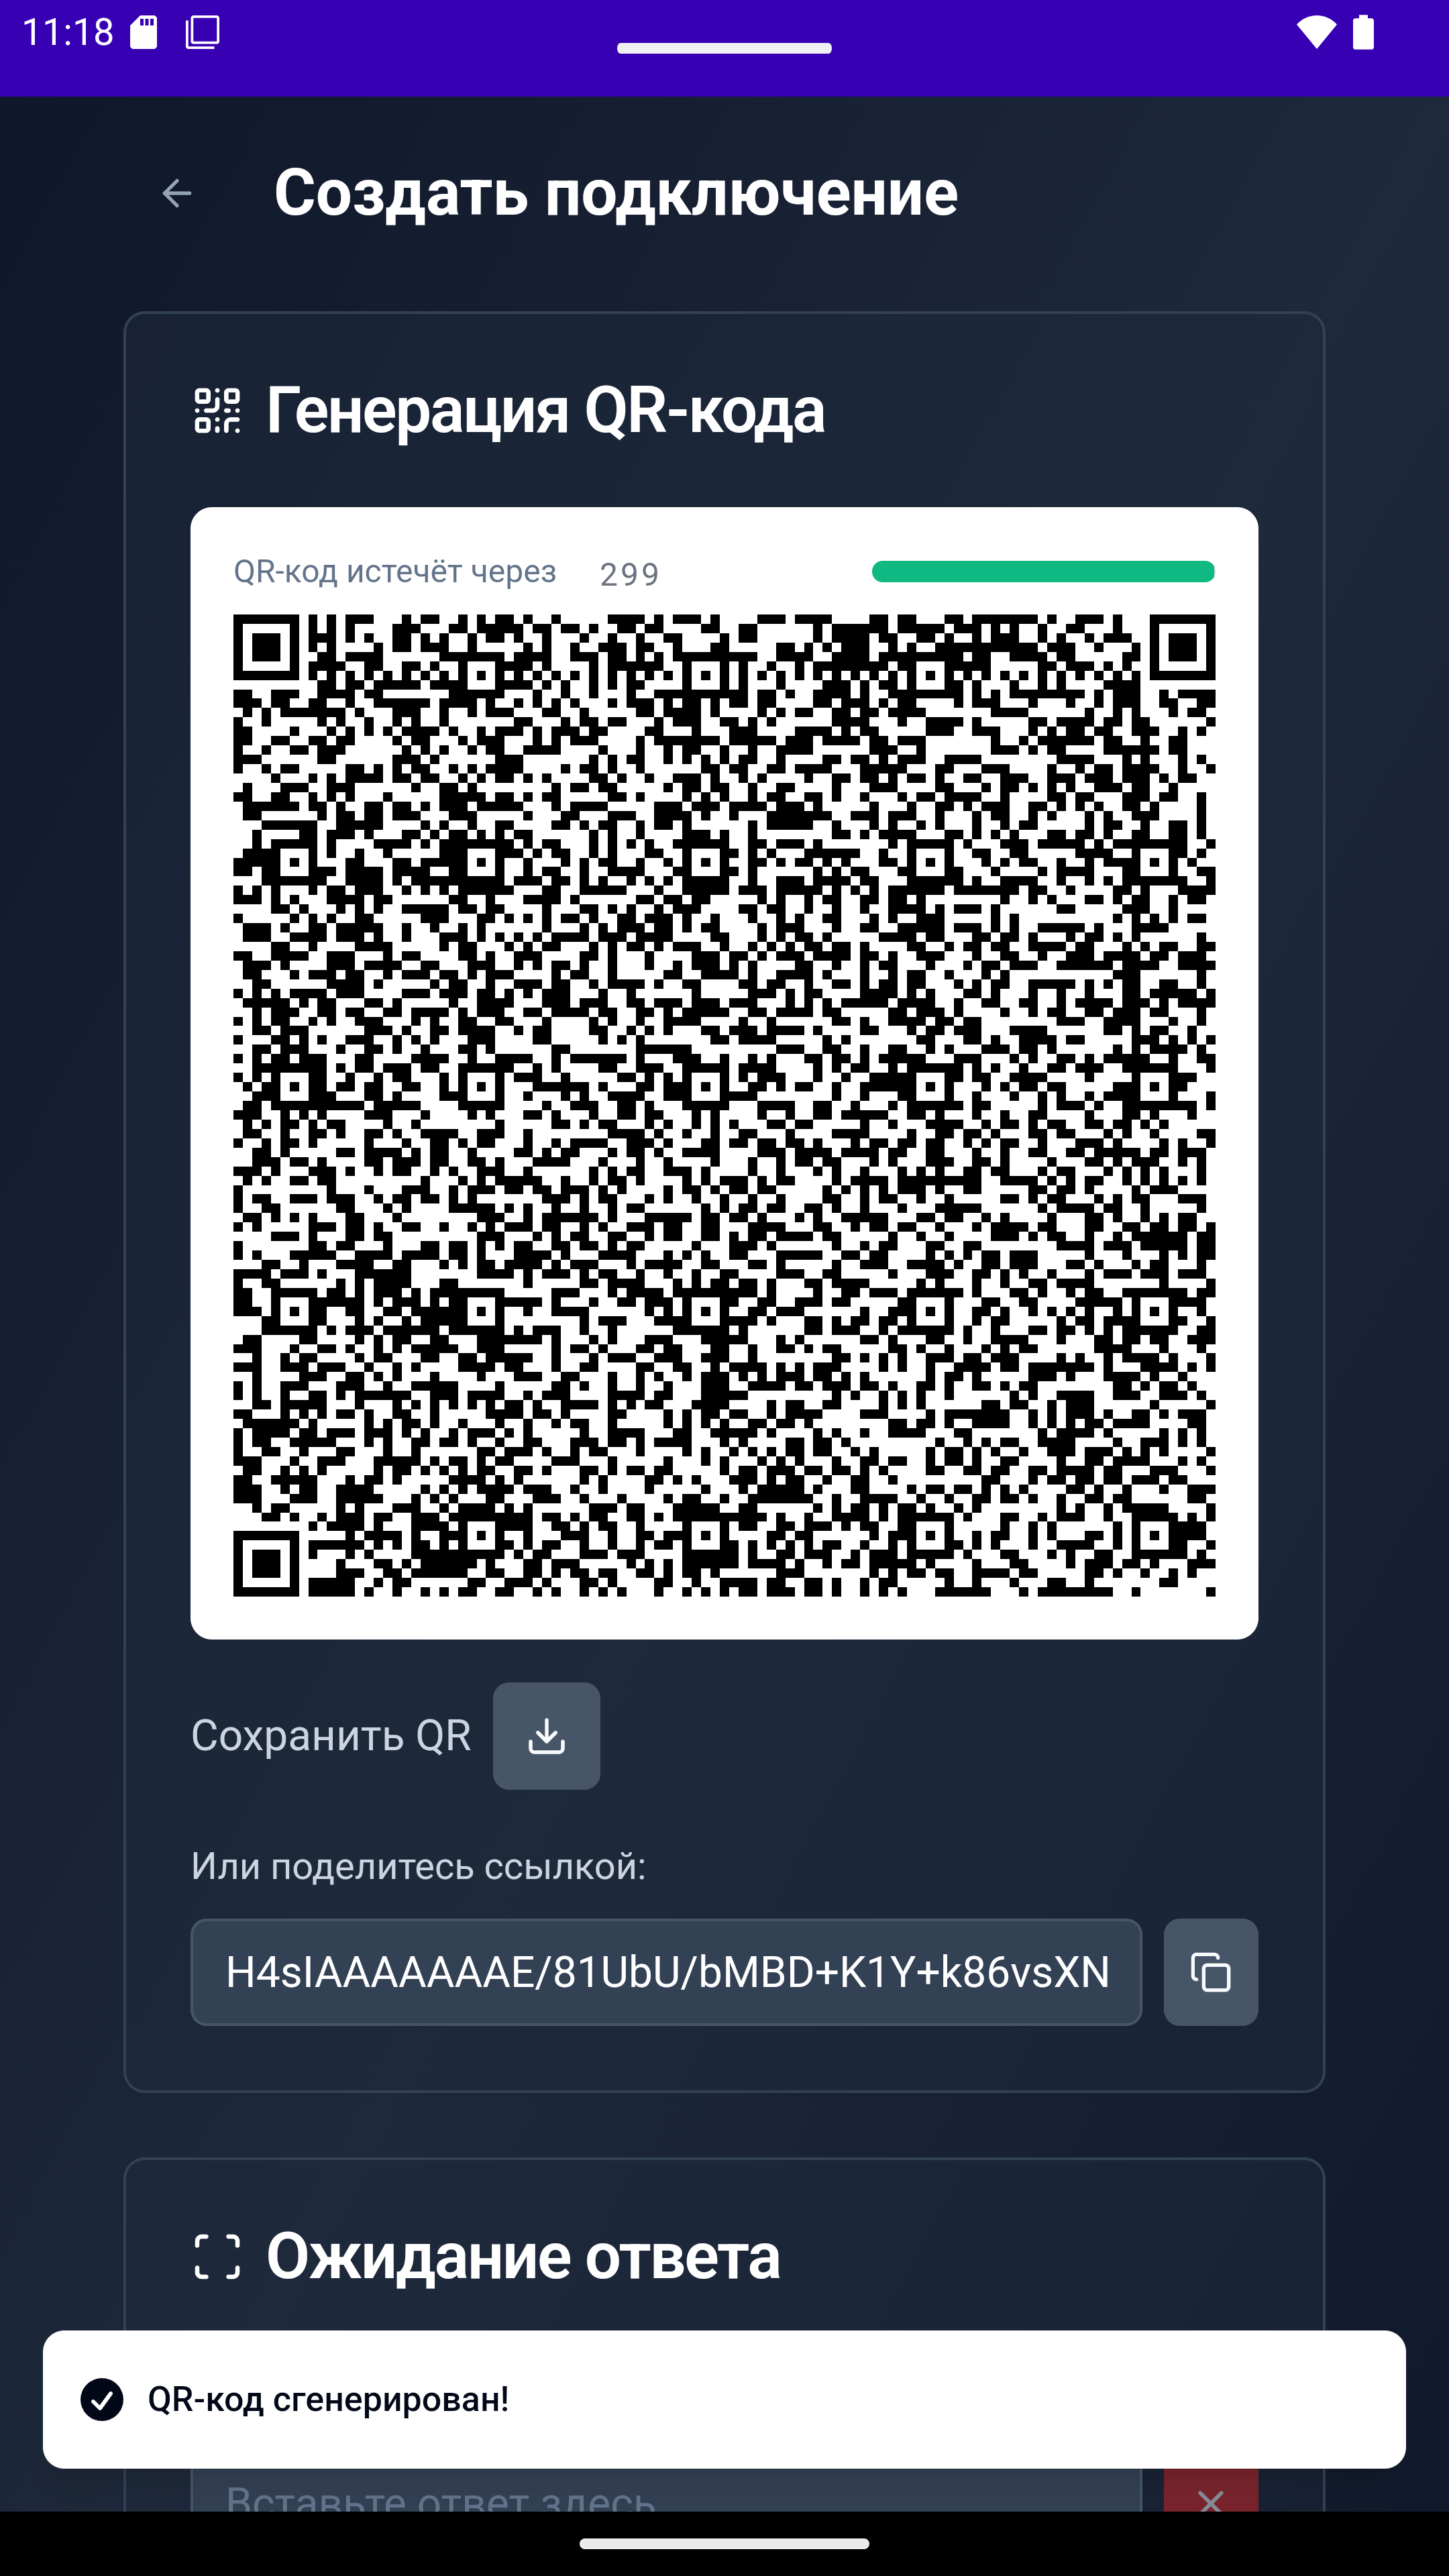 11:18
Создать подключение
Генерация QR-кода
QR-код истечёт через 299
Сохранить QR
Или поделитесь ссылкой:
H4sIAAAAAAAAE/81UbU/bMBD+K1Y+k86vsXN
Ожидание ответа
QR-код сгенерирован!
Вставьте ответ здесь